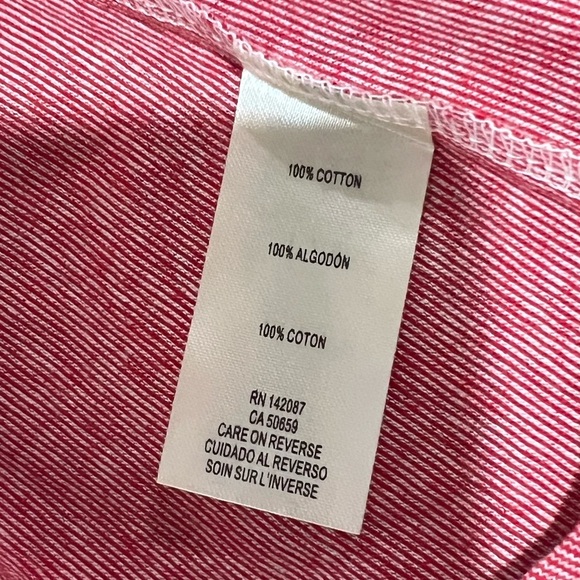 100% COTTON
100% ALGODÓN
100% COTON
RN 142087
CA 50659
CARE ON REVERSE
CUIDADO AL REVERSO
SOIN SUR L'INVERSE